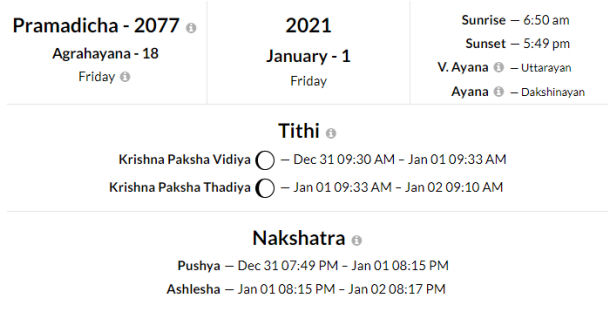 Pramadicha - 2077
Agrahayana - 18
Friday
2021
January - 1
Friday
Sunrise — 6:50 am
Sunset — 5:49 pm
V. Ayana — Uttarayan
Ayana — Dakshinayan
Tithi
Krishna Paksha Vidiya — Dec 31 09:30 AM – Jan 01 09:33 AM
Krishna Paksha Thadiya — Jan 01 09:33 AM – Jan 02 09:10 AM
Nakshatra
Pushya — Dec 31 07:49 PM – Jan 01 08:15 PM
Ashlesha — Jan 01 08:15 PM – Jan 02 08:17 PM